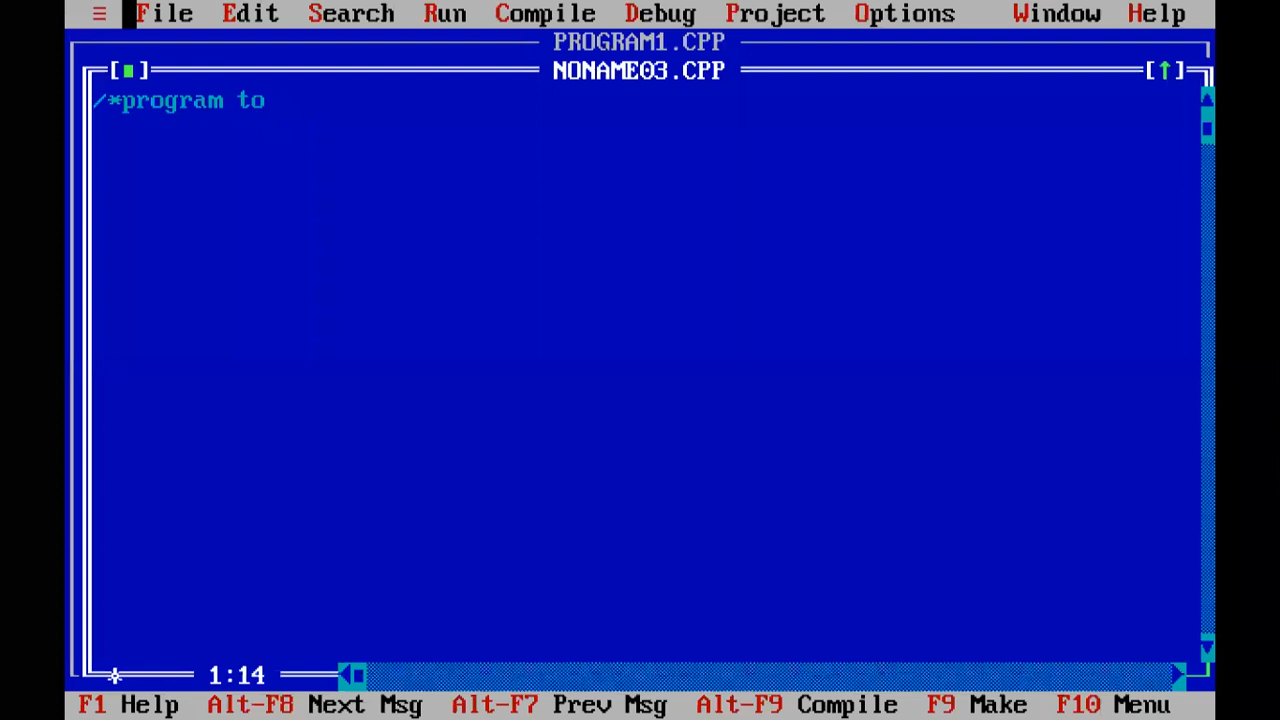 ≡ File Edit Search Run Compile Debug Project Options Window Help
PROGRAM1.CPP
[■] NONAME03.CPP [↑]
/*program to
1:14
F1 Help Alt-F8 Next Msg Alt-F7 Prev Msg Alt-F9 Compile F9 Make F10 Menu